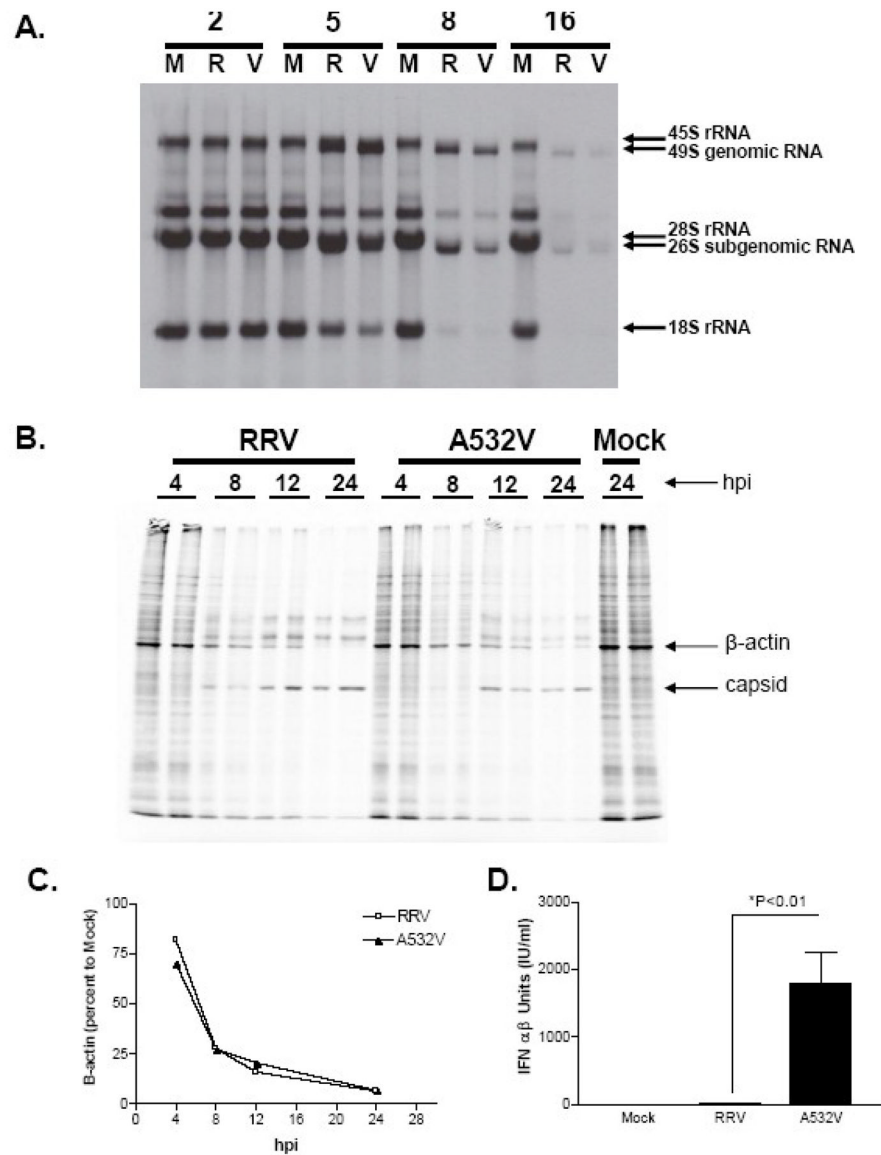 A.
2 5 8 16
M R V M R V M R V M R V
45S rRNA
49S genomic RNA
28S rRNA
26S subgenomic RNA
18S rRNA
B.
RRV A532V Mock
4 8 12 24 4 8 12 24 24 hpi
β-actin
capsid
C.
B-actin (percent to Mock)
100
75
50
25
0
0 4 8 12 16 20 24 28
hpi
RRV
A532V
D.
IFN αβ Units (IU/ml)
3000
2000
1000
0
*P<0.01
Mock RRV A532V